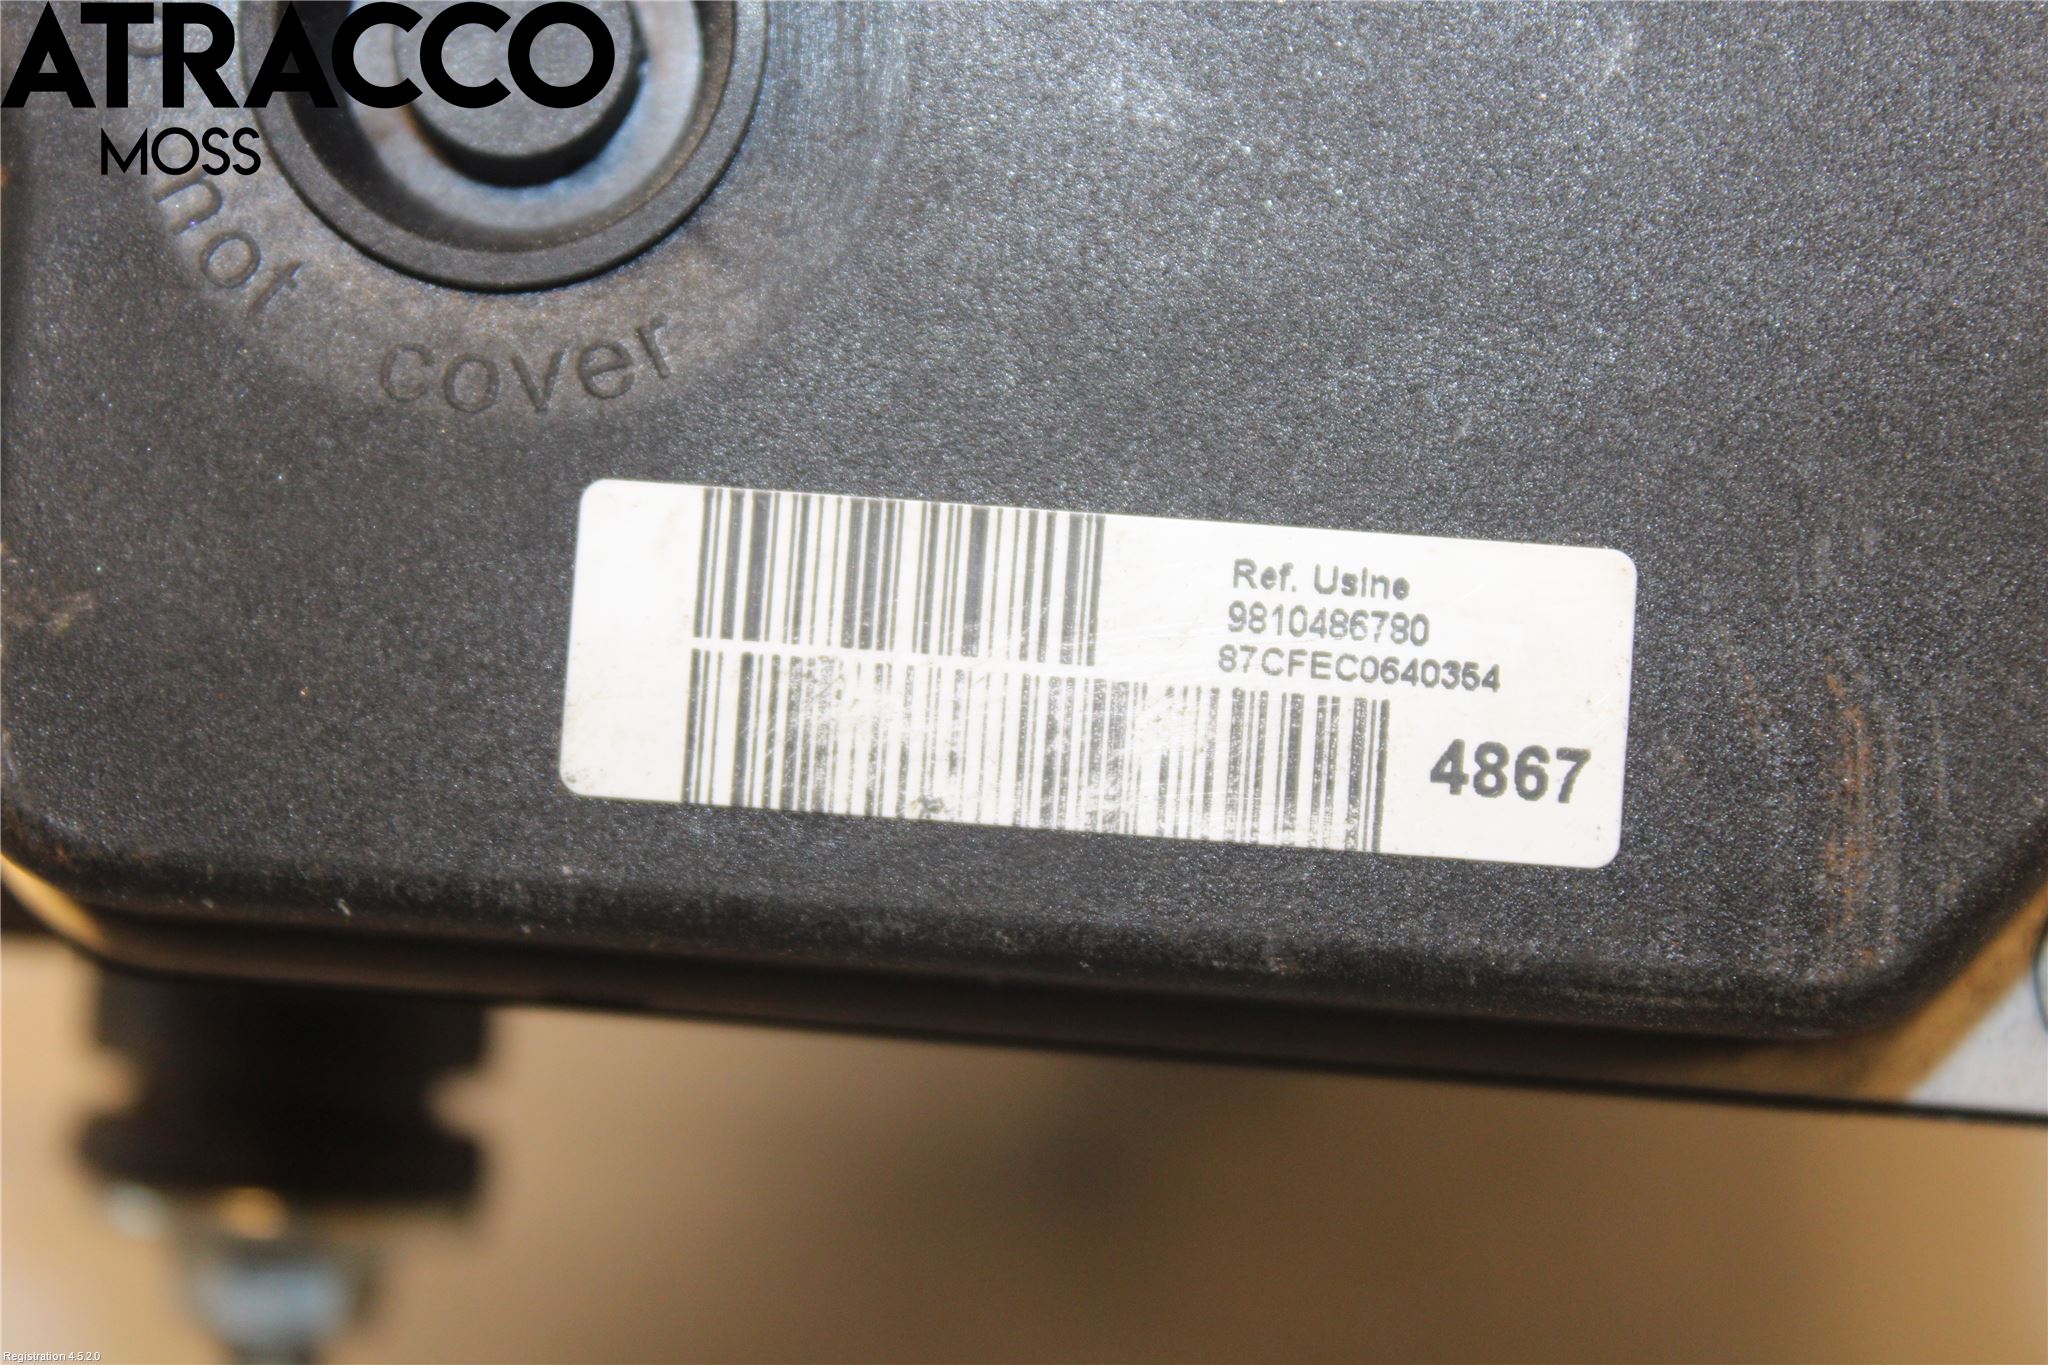 ATRACCO
MOSS
not cover
Ref. Usine
9810486780
87CFEC0640354
4867
Registration 4.5.2.0